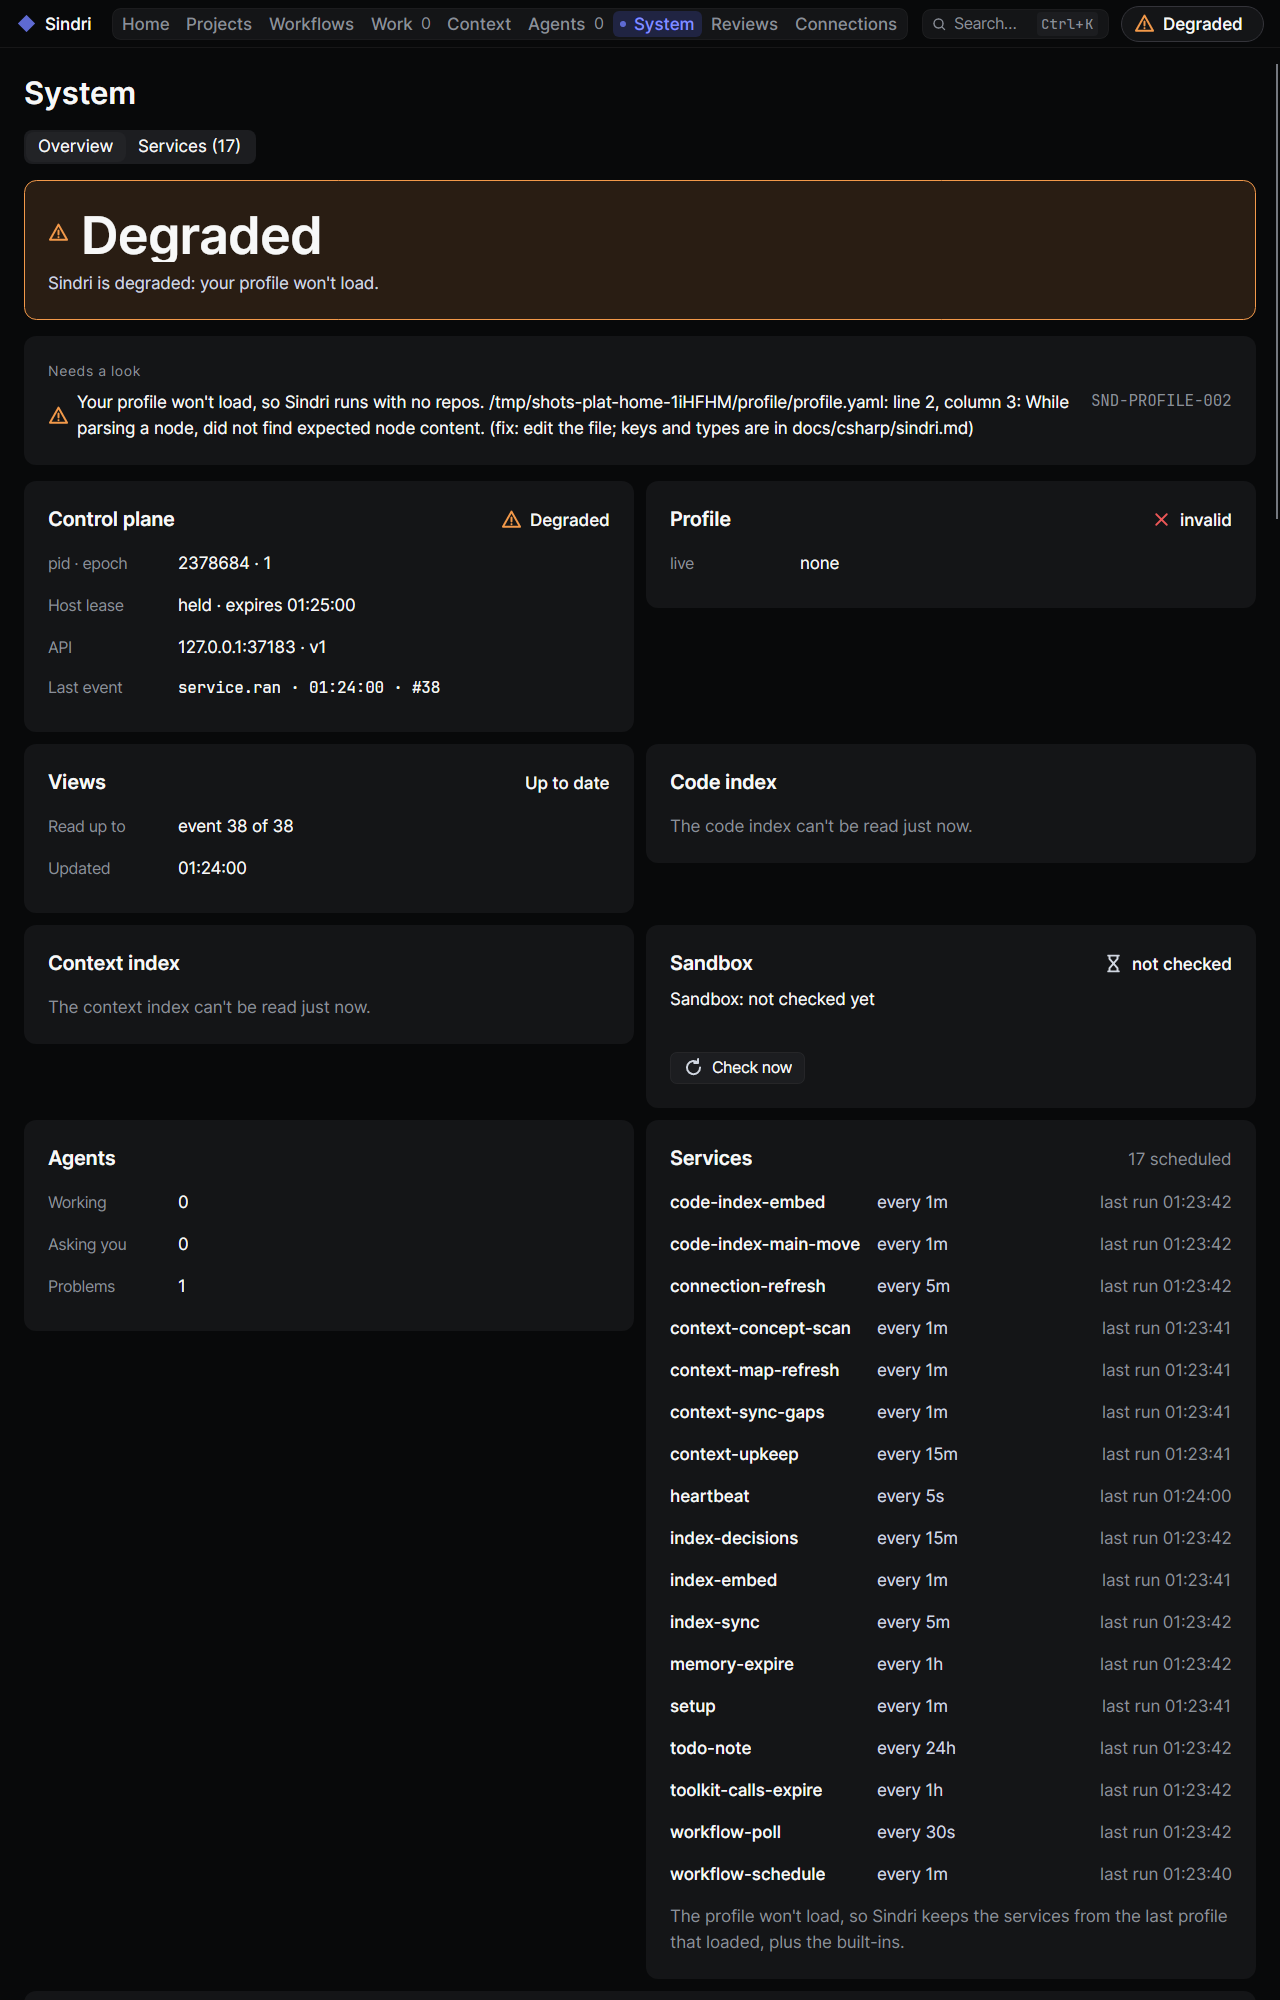 Sindri Home Projects Workflows Work 0 Context Agents 0 System Reviews Connections Search... Ctrl+K Degraded
System
Overview Services (17)
Degraded
Sindri is degraded: your profile won't load.
Needs a look
Your profile won't load, so Sindri runs with no repos. /tmp/shots-plat-home-1iHFHM/profile/profile.yaml: line 2, column 3: While SND-PROFILE-002
parsing a node, did not find expected node content. (fix: edit the file; keys and types are in docs/csharp/sindri.md)
Control plane Degraded
pid · epoch 2378684 · 1
Host lease held · expires 01:25:00
API 127.0.0.1:37183 · v1
Last event service.ran · 01:24:00 · #38
Profile invalid
live none
Views Up to date
Read up to event 38 of 38
Updated 01:24:00
Code index
The code index can't be read just now.
Context index
The context index can't be read just now.
Sandbox not checked
Sandbox: not checked yet
Check now
Agents
Working 0
Asking you 0
Problems 1
Services 17 scheduled
code-index-embed every 1m last run 01:23:42
code-index-main-move every 1m last run 01:23:42
connection-refresh every 5m last run 01:23:42
context-concept-scan every 1m last run 01:23:41
context-map-refresh every 1m last run 01:23:41
context-sync-gaps every 1m last run 01:23:41
context-upkeep every 15m last run 01:23:41
heartbeat every 5s last run 01:24:00
index-decisions every 15m last run 01:23:42
index-embed every 1m last run 01:23:41
index-sync every 5m last run 01:23:42
memory-expire every 1h last run 01:23:42
setup every 1m last run 01:23:41
todo-note every 24h last run 01:23:42
toolkit-calls-expire every 1h last run 01:23:42
workflow-poll every 30s last run 01:23:42
workflow-schedule every 1m last run 01:23:40
The profile won't load, so Sindri keeps the services from the last profile
that loaded, plus the built-ins.